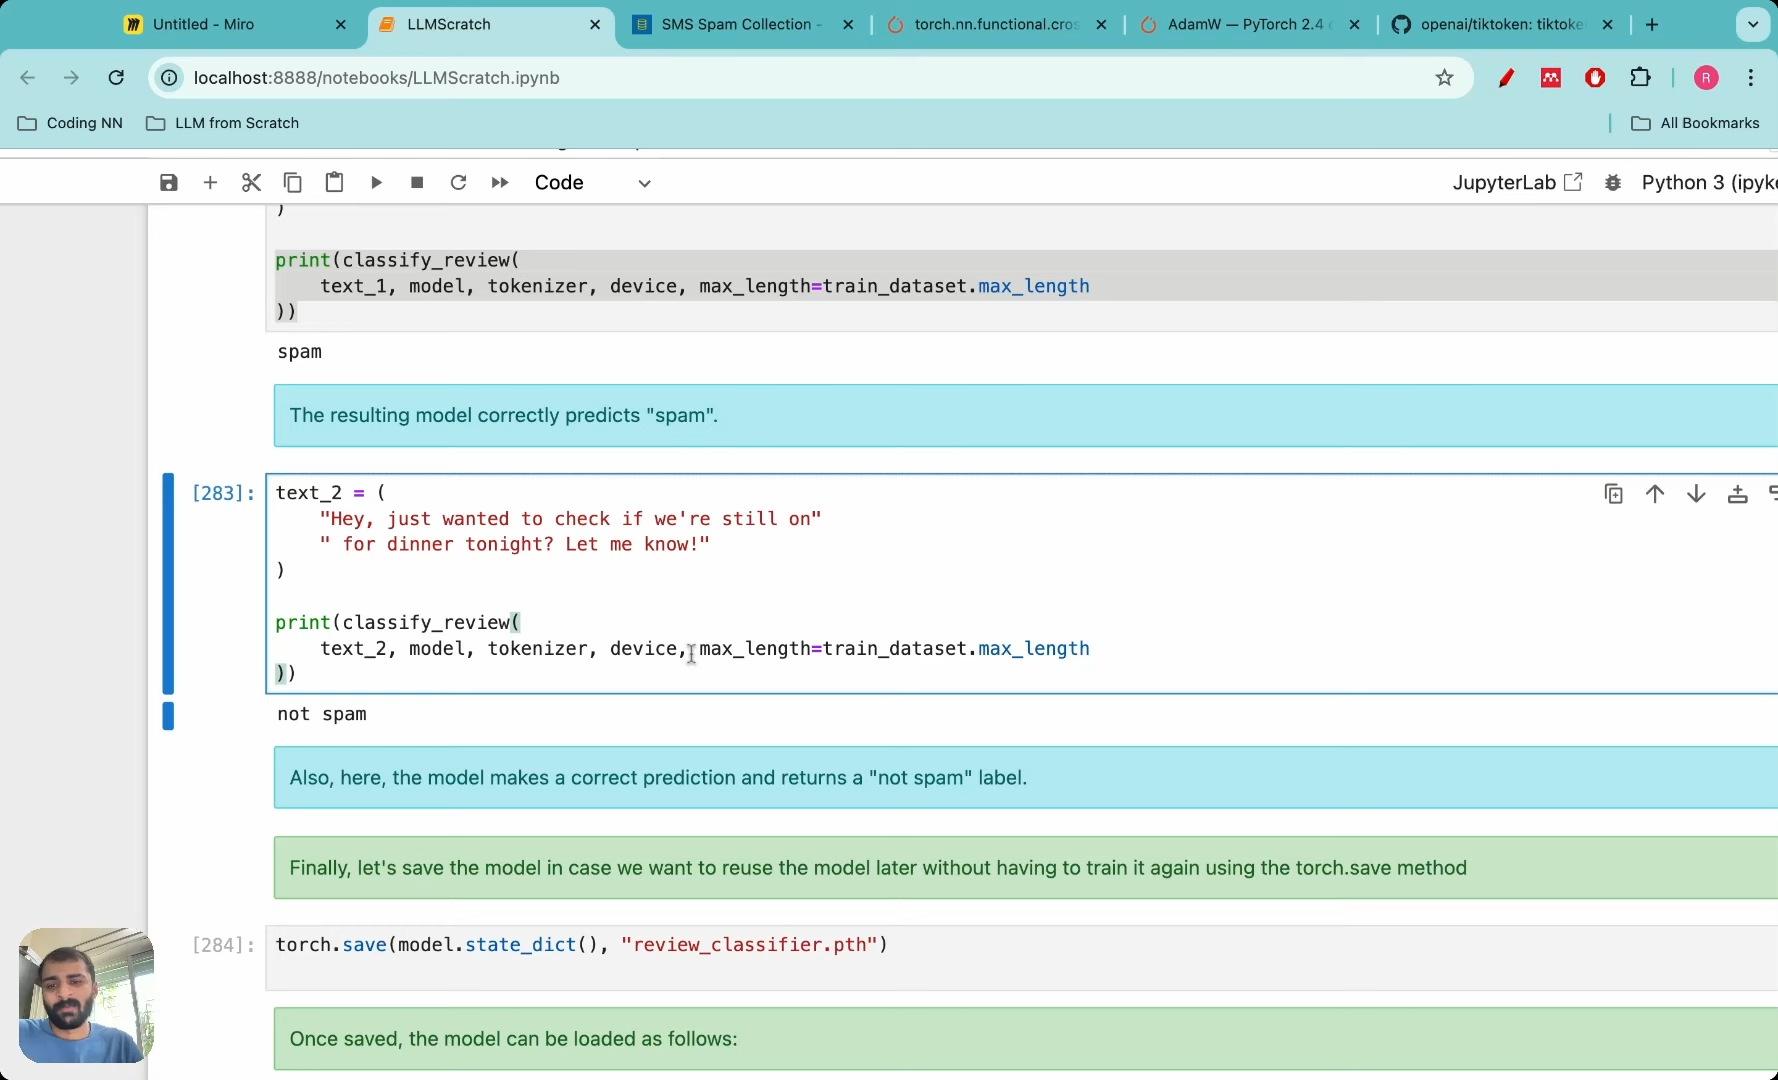 Untitled - Miro
LLMScratch
SMS Spam Collection -
torch.nn.functional.cros
AdamW — PyTorch 2.4
openai/tiktoken: tiktoke
localhost:8888/notebooks/LLMScratch.ipynb
R
Coding NN
LLM from Scratch
All Bookmarks
Code
JupyterLab
Python 3 (ipyke
)
print(classify_review(
text_1, model, tokenizer, device, max_length=train_dataset.max_length
))
spam
The resulting model correctly predicts "spam".
[283]:
text_2 = (
"Hey, just wanted to check if we're still on"
" for dinner tonight? Let me know!"
)
print(classify_review(
text_2, model, tokenizer, device, max_length=train_dataset.max_length
))
not spam
Also, here, the model makes a correct prediction and returns a "not spam" label.
Finally, let's save the model in case we want to reuse the model later without having to train it again using the torch.save method
[284]:
torch.save(model.state_dict(), "review_classifier.pth")
Once saved, the model can be loaded as follows: